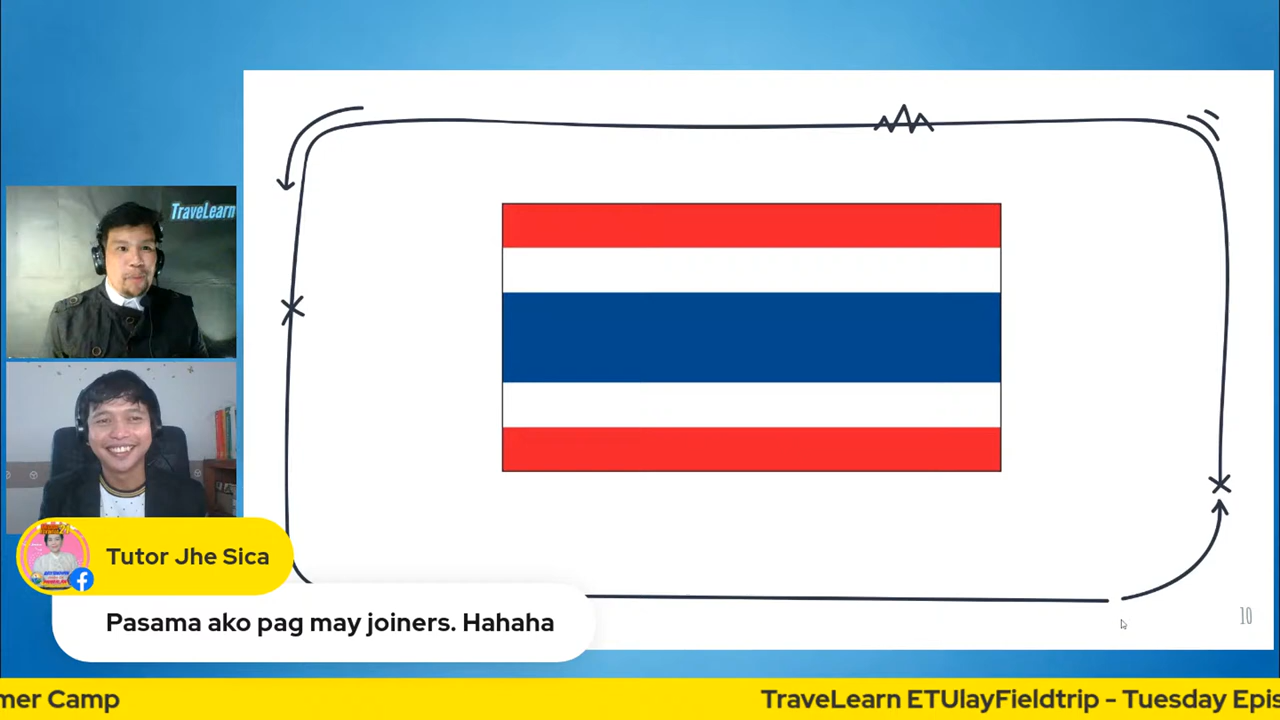 TraveLearn
Tutor Jhe Sica
Pasama ako pag may joiners. Hahaha
10
mer Camp
TraveLearn ETUlayFieldtrip - Tuesday Epis